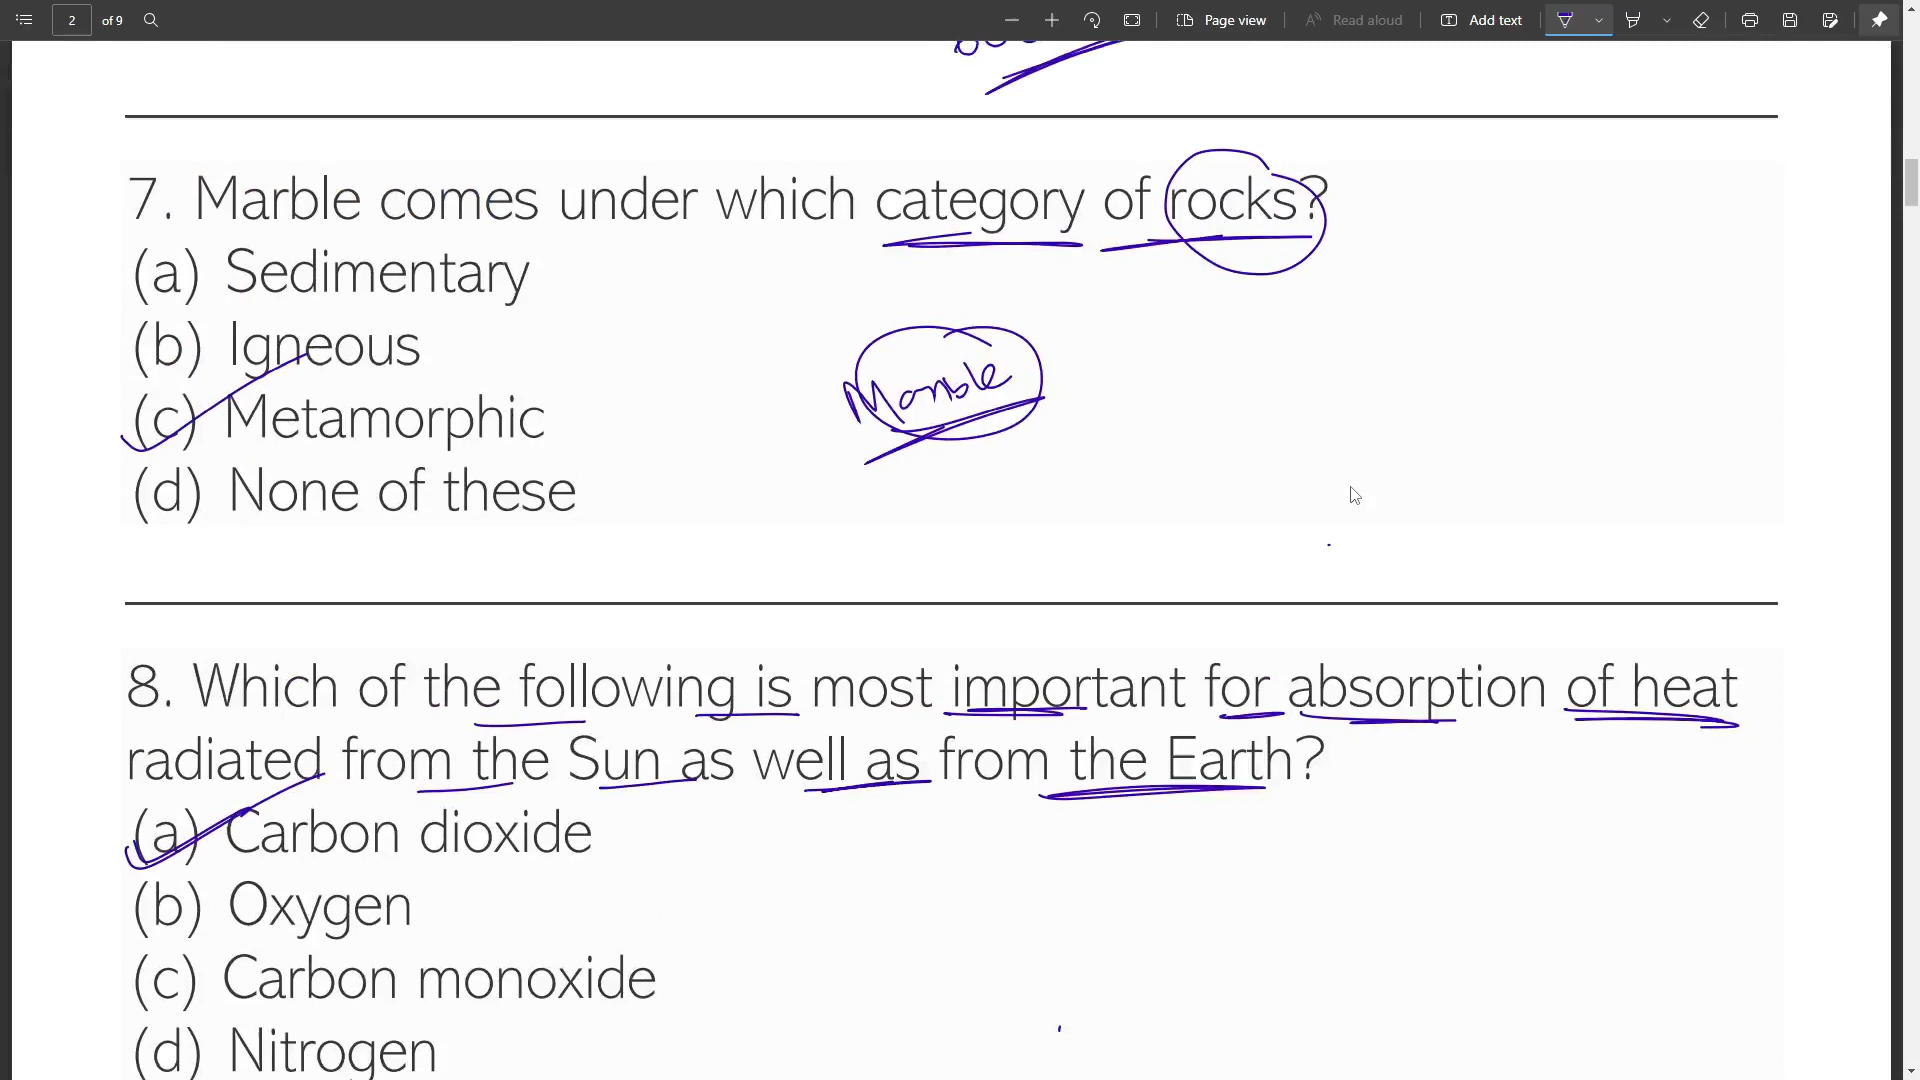 2 of 9 Page view Read aloud Add text
7. Marble comes under which category of rocks?
(a) Sedimentary
(b) Igneous
(c) Metamorphic
(d) None of these
Marble
8. Which of the following is most important for absorption of heat
radiated from the Sun as well as from the Earth?
(a) Carbon dioxide
(b) Oxygen
(c) Carbon monoxide
(d) Nitrogen